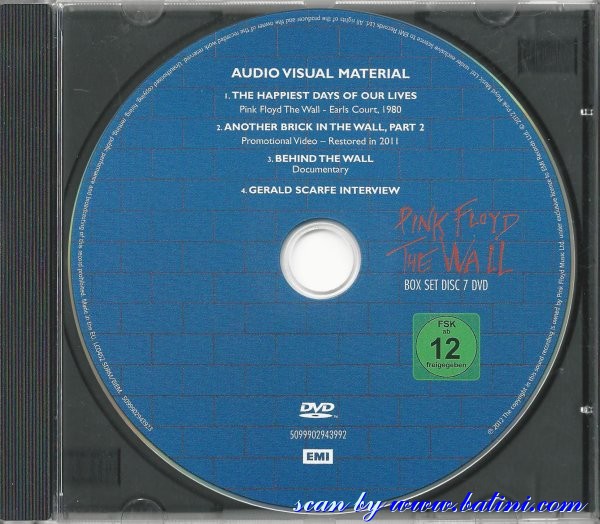 AUDIO VISUAL MATERIAL
1. THE HAPPIEST DAYS OF OUR LIVES
Pink Floyd The Wall - Earls Court, 1980
2. ANOTHER BRICK IN THE WALL, PART 2
Promotional Video – Restored in 2011
3. BEHIND THE WALL
Documentary
4. GERALD SCARFE INTERVIEW
PINK FLOYD
THE WALL
BOX SET DISC 7 DVD
FSK
ab
12
freigegeben
DVD
VIDEO
5099902943992
EMI
scan by www.batini.com